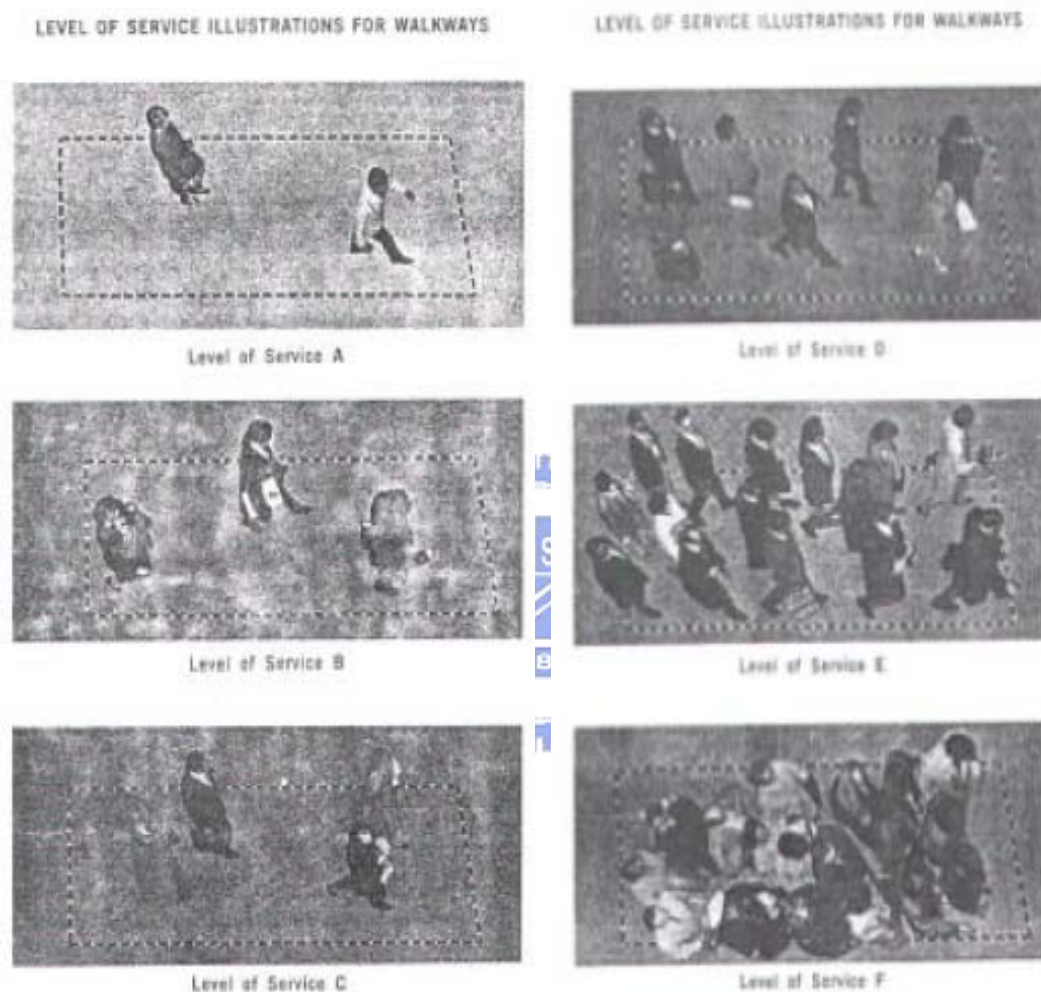 LEVEL OF SERVICE ILLUSTRATIONS FOR WALKWAYS
Level of Service A
Level of Service B
Level of Service C
LEVEL OF SERVICE ILLUSTRATIONS FOR WALKWAYS
Level of Service D
Level of Service E
Level of Service F